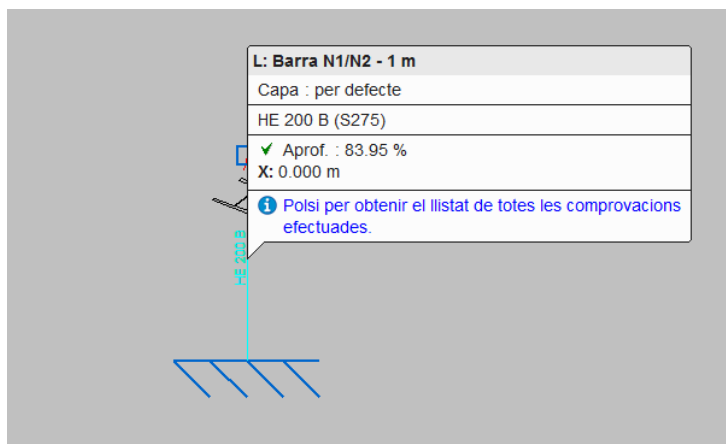 L: Barra N1/N2 - 1 m
Capa : per defecte
HE 200 B (S275)
Aprof. : 83.95 %
X: 0.000 m
Polsi per obtenir el llistat de totes les comprovacions
efectuades.
HE 200 B